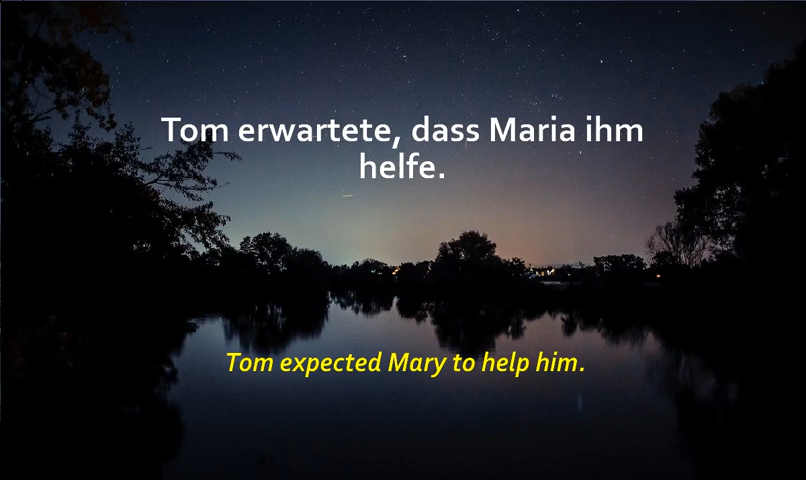 Tom erwartete, dass Maria ihm
helfe.
Tom expected Mary to help him.